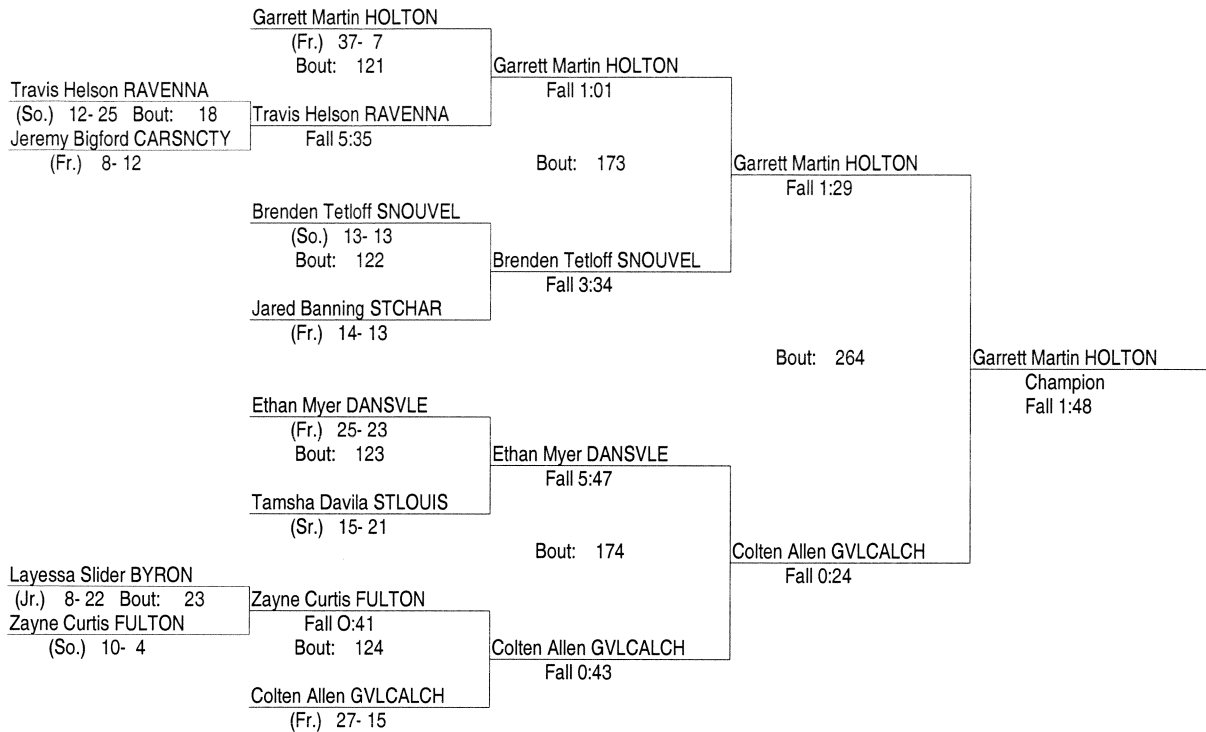 Garrett Martin HOLTON
(Fr.) 37- 7
Bout: 121
Garrett Martin HOLTON
Fall 1:01
Travis Helson RAVENNA
(So.) 12- 25 Bout: 18
Jeremy Bigford CARSNCTY
(Fr.) 8- 12
Travis Helson RAVENNA
Fall 5:35
Bout: 173
Garrett Martin HOLTON
Fall 1:29
Brenden Tetloff SNOUVEL
(So.) 13- 13
Bout: 122
Brenden Tetloff SNOUVEL
Fall 3:34
Jared Banning STCHAR
(Fr.) 14- 13
Bout: 264
Garrett Martin HOLTON
Champion
Fall 1:48
Ethan Myer DANSVLE
(Fr.) 25- 23
Bout: 123
Ethan Myer DANSVLE
Fall 5:47
Tamsha Davila STLOUIS
(Sr.) 15- 21
Bout: 174
Colten Allen GVLCALCH
Fall 0:24
Layessa Slider BYRON
(Jr.) 8- 22 Bout: 23
Zayne Curtis FULTON
(So.) 10- 4
Zayne Curtis FULTON
Fall O:41
Bout: 124
Colten Allen GVLCALCH
Fall 0:43
Colten Allen GVLCALCH
(Fr.) 27- 15